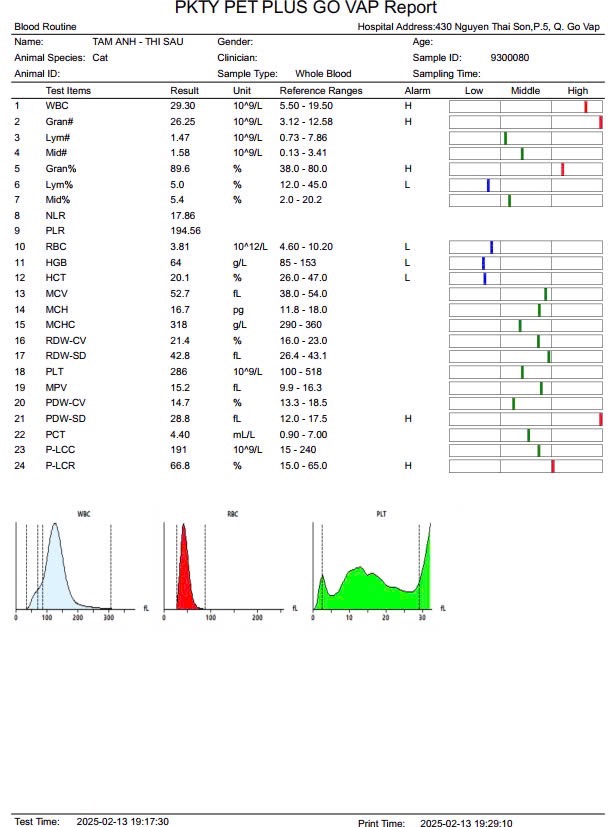 PKTY PET PLUS GO VAP Report
Blood Routine Hospital Address:430 Nguyen Thai Son,P.5, Q. Go Vap
Name: TAM ANH - THI SAU Gender: Age:
Animal Species: Cat Clinician: Sample ID: 9300080
Animal ID: Sample Type: Whole Blood Sampling Time:
Test Items Result Unit Reference Ranges Alarm Low Middle High
1 WBC 29.30 10^9/L 5.50 - 19.50 H
2 Gran# 26.25 10^9/L 3.12 - 12.58 H
3 Lym# 1.47 10^9/L 0.73 - 7.86
4 Mid# 1.58 10^9/L 0.13 - 3.41
5 Gran% 89.6 % 38.0 - 80.0 H
6 Lym% 5.0 % 12.0 - 45.0 L
7 Mid% 5.4 % 2.0 - 20.2
8 NLR 17.86
9 PLR 194.56
10 RBC 3.81 10^12/L 4.60 - 10.20 L
11 HGB 64 g/L 85 - 153 L
12 HCT 20.1 % 26.0 - 47.0 L
13 MCV 52.7 fL 38.0 - 54.0
14 MCH 16.7 pg 11.8 - 18.0
15 MCHC 318 g/L 290 - 360
16 RDW-CV 21.4 % 16.0 - 23.0
17 RDW-SD 42.8 fL 26.4 - 43.1
18 PLT 286 10^9/L 100 - 518
19 MPV 15.2 fL 9.9 - 16.3
20 PDW-CV 14.7 % 13.3 - 18.5
21 PDW-SD 28.8 fL 12.0 - 17.5 H
22 PCT 4.40 mL/L 0.90 - 7.00
23 P-LCC 191 10^9/L 15 - 240
24 P-LCR 66.8 % 15.0 - 65.0 H
WBC RBC PLT
0 100 200 300 fL 0 100 200 fL 0 10 20 30 fL
Test Time: 2025-02-13 19:17:30 Print Time: 2025-02-13 19:29:10